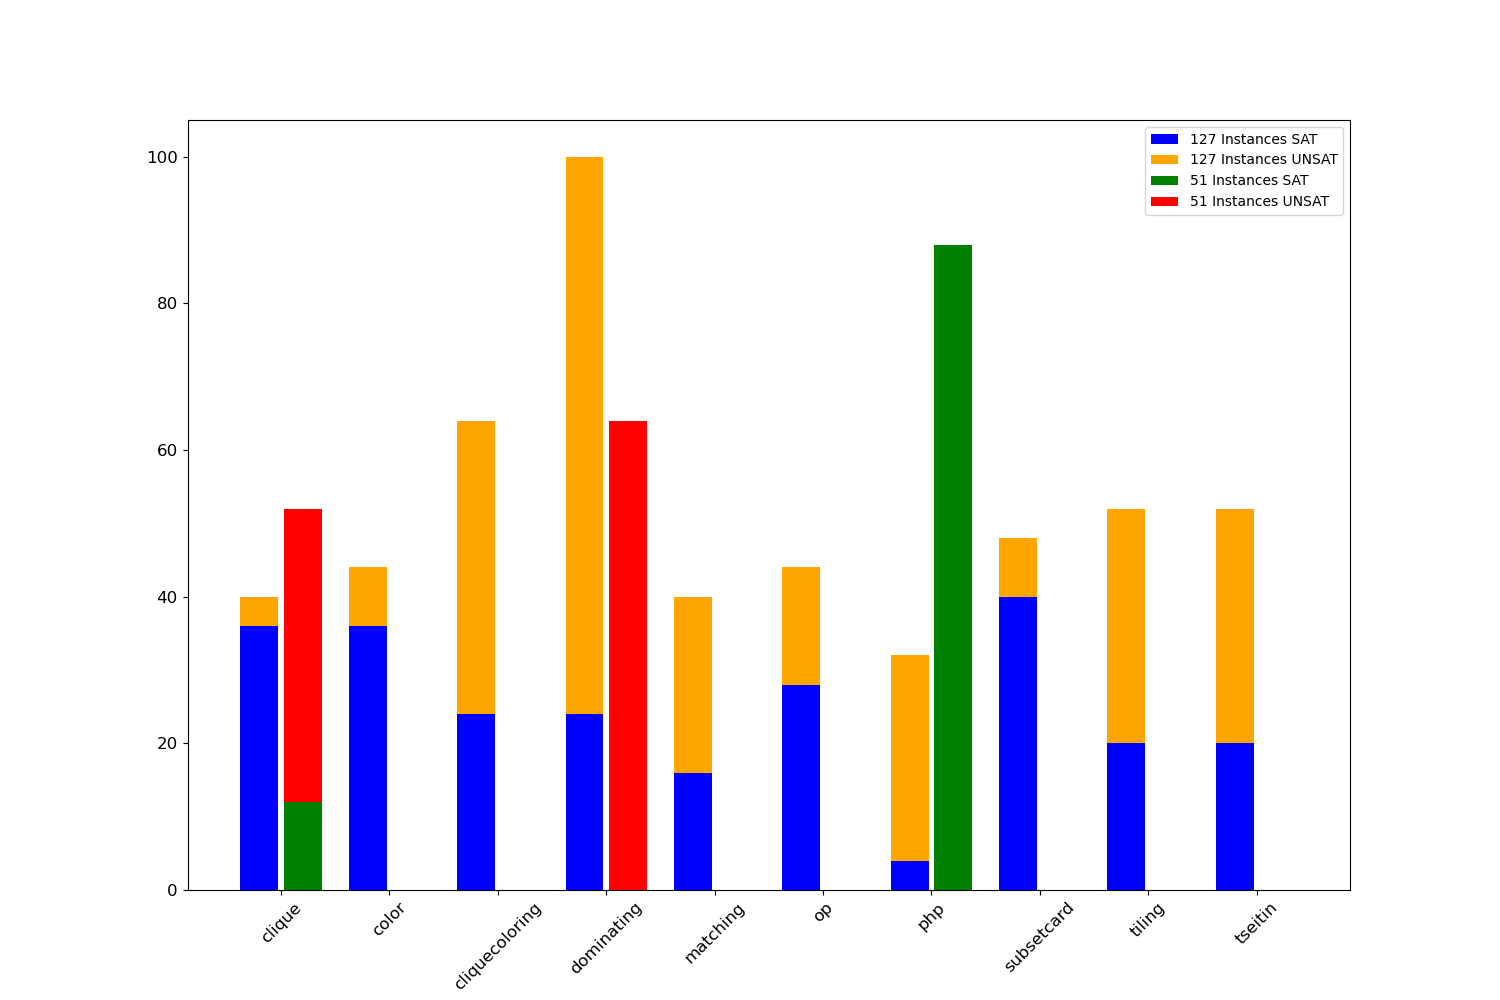 127 Instances SAT
127 Instances UNSAT
51 Instances SAT
51 Instances UNSAT
100
80
60
40
20
0
clique
color
cliquecoloring
dominating
matching
op
php
subsetcard
tiling
tseitin